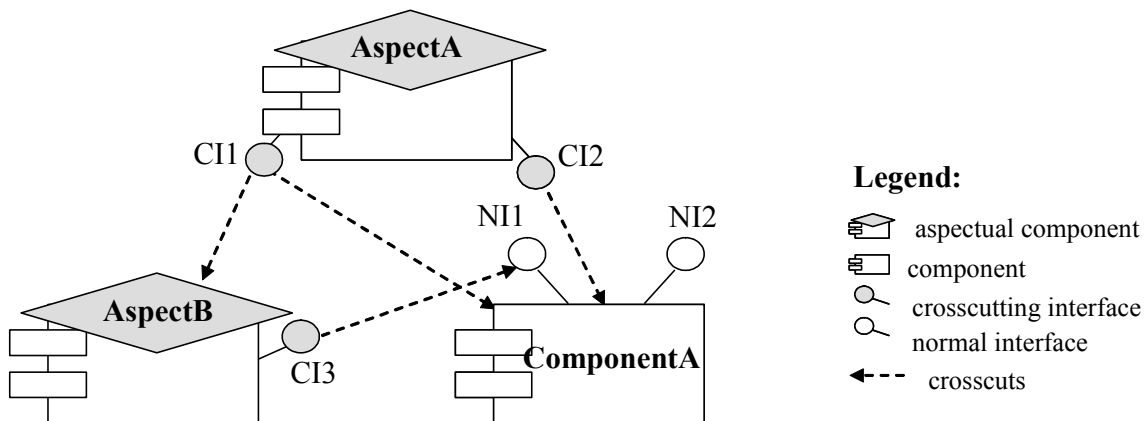 AspectA
CI1
CI2
NI1
NI2
AspectB
CI3
ComponentA
Legend:
aspectual component
component
crosscutting interface
normal interface
crosscuts